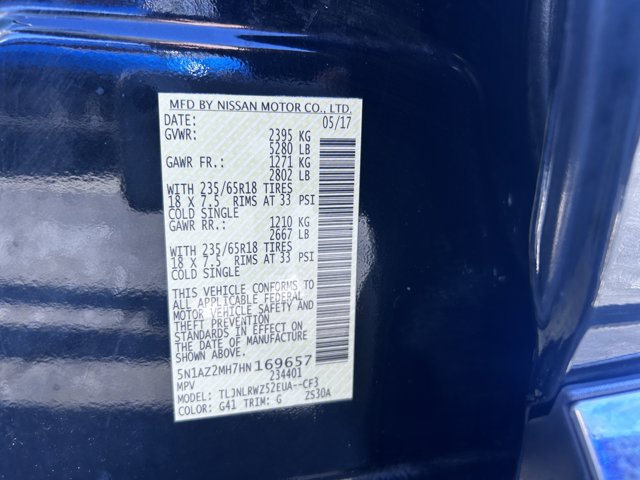 MFD BY NISSAN MOTOR CO., LTD.
DATE: 05/17
GVWR: 2395 KG
5280 LB
GAWR FR.: 1271 KG
2802 LB
WITH 235/65R18 TIRES
18 X 7.5 RIMS AT 33 PSI
COLD SINGLE
GAWR RR.: 1210 KG
2667 LB
WITH 235/65R18 TIRES
18 X 7.5 RIMS AT 33 PSI
COLD SINGLE
THIS VEHICLE CONFORMS TO
ALL APPLICABLE FEDERAL
MOTOR VEHICLE SAFETY AND
THEFT PREVENTION
STANDARDS IN EFFECT ON
THE DATE OF MANUFACTURE
SHOWN ABOVE.
5N1AZ2MH7HN169657
MPV 234401
MODEL: TLJNLRWZ52EUA--CF3
COLOR: G41 TRIM: G ZS30A